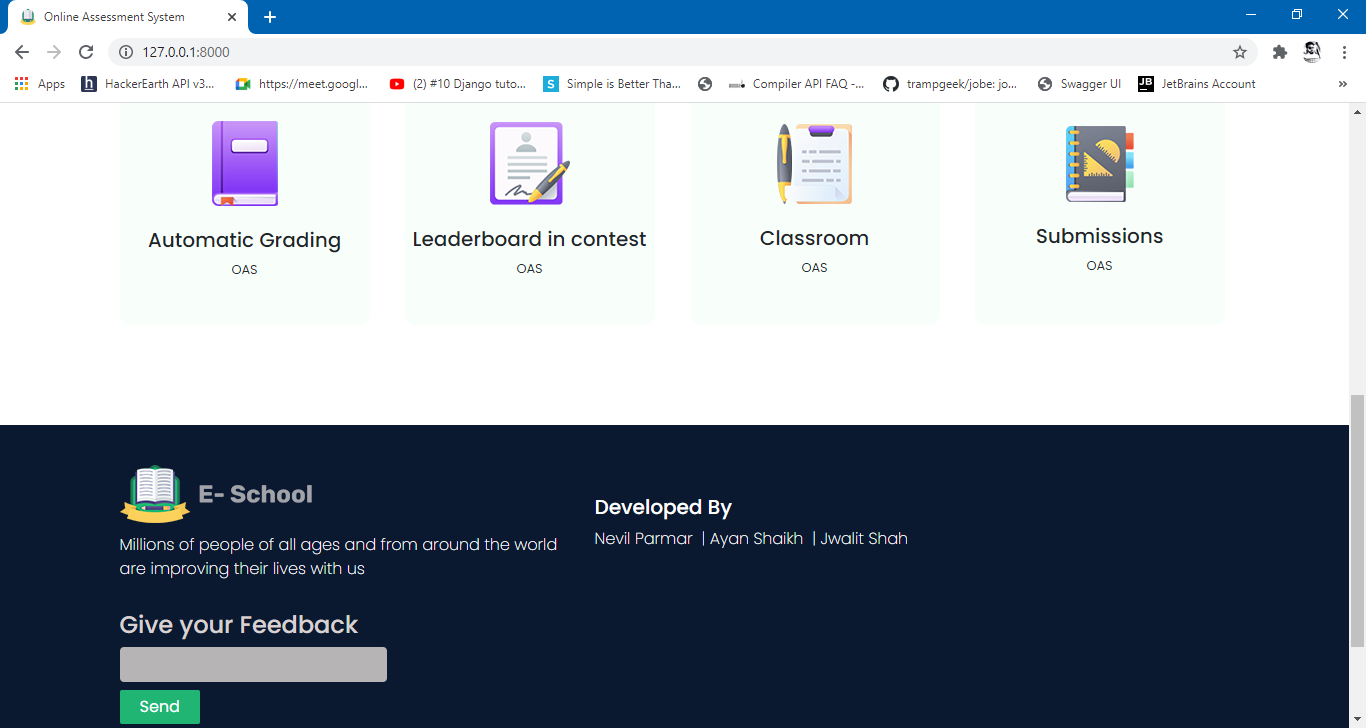 Online Assessment System
127.0.0.1:8000
Apps
HackerEarth API v3...
https://meet.googl...
(2) #10 Django tuto...
S
Simple is Better Tha...
Compiler API FAQ -...
trampgeek/jobe: jo...
Swagger UI
JB
JetBrains Account
»
Automatic Grading
OAS
Leaderboard in contest
OAS
Classroom
OAS
Submissions
OAS
E- School
Millions of people of all ages and from around the world
are improving their lives with us
Developed By
Nevil Parmar | Ayan Shaikh | Jwalit Shah
Give your Feedback
Send